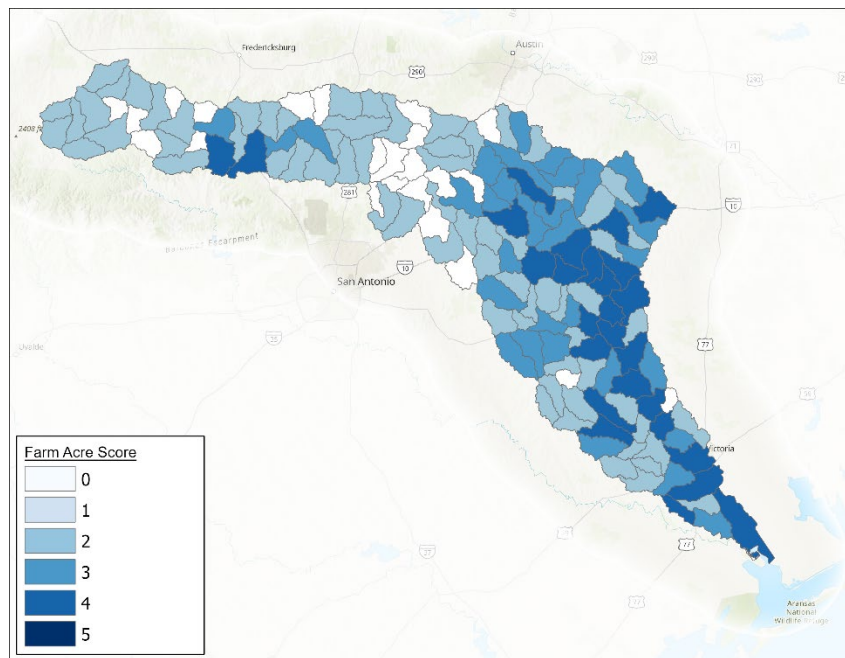 Fredericksburg
Austin
290
290
2408 ft
71
281
10
Balcones Escarpment
San Antonio
10
77
Uvalde
35
Victoria
77
37
77
Aransas
National
Wildlife Refuge
Farm Acre Score
0
1
2
3
4
5